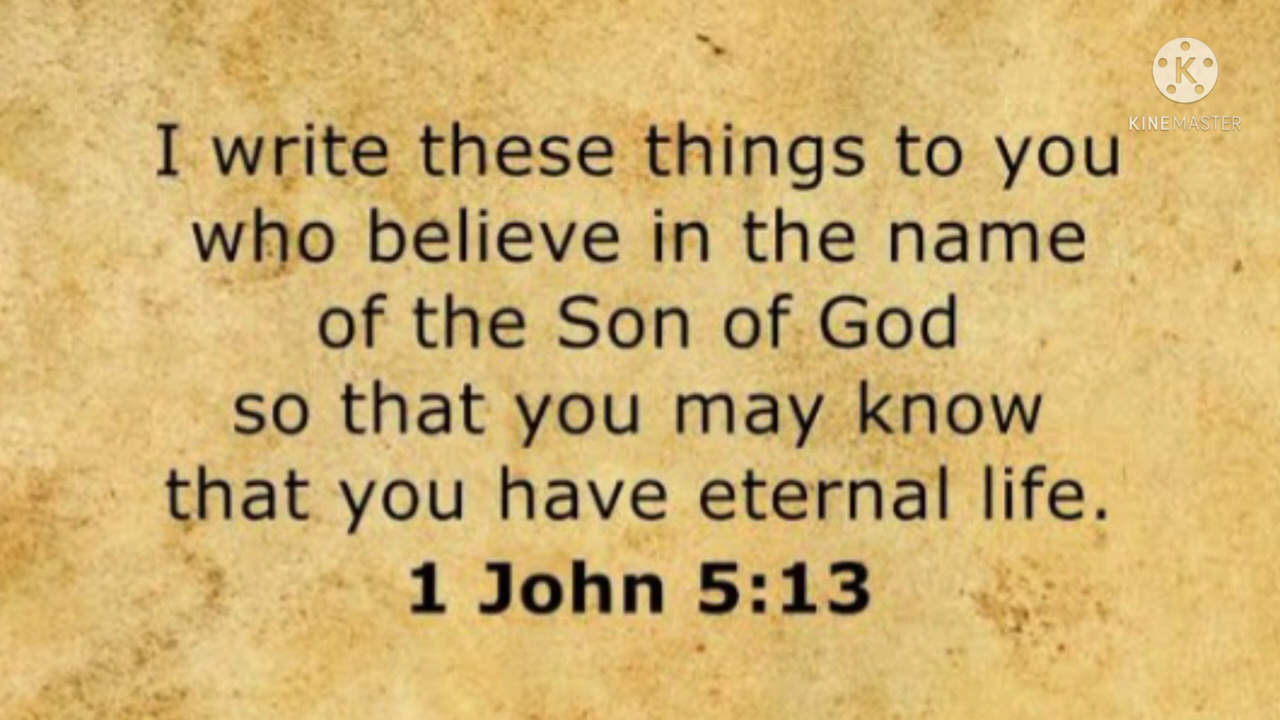 K
KINEMASTER
I write these things to you
who believe in the name
of the Son of God
so that you may know
that you have eternal life.
1 John 5:13